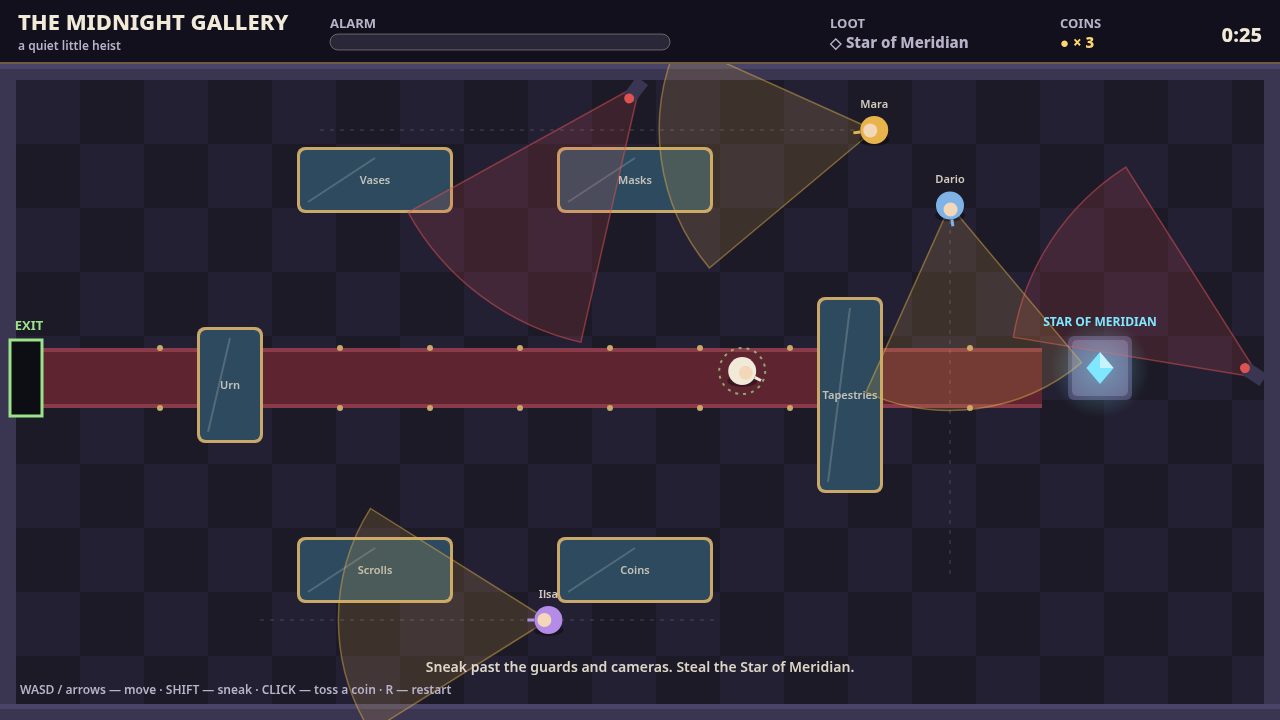 THE MIDNIGHT GALLERY
a quiet little heist
ALARM
LOOT
◇ Star of Meridian
COINS
● × 3
0:25
Mara
Vases
Masks
Dario
EXIT
STAR OF MERIDIAN
Urn
Tapestries
Scrolls
Coins
Ilsa
Sneak past the guards and cameras. Steal the Star of Meridian.
WASD / arrows — move · SHIFT — sneak · CLICK — toss a coin · R — restart